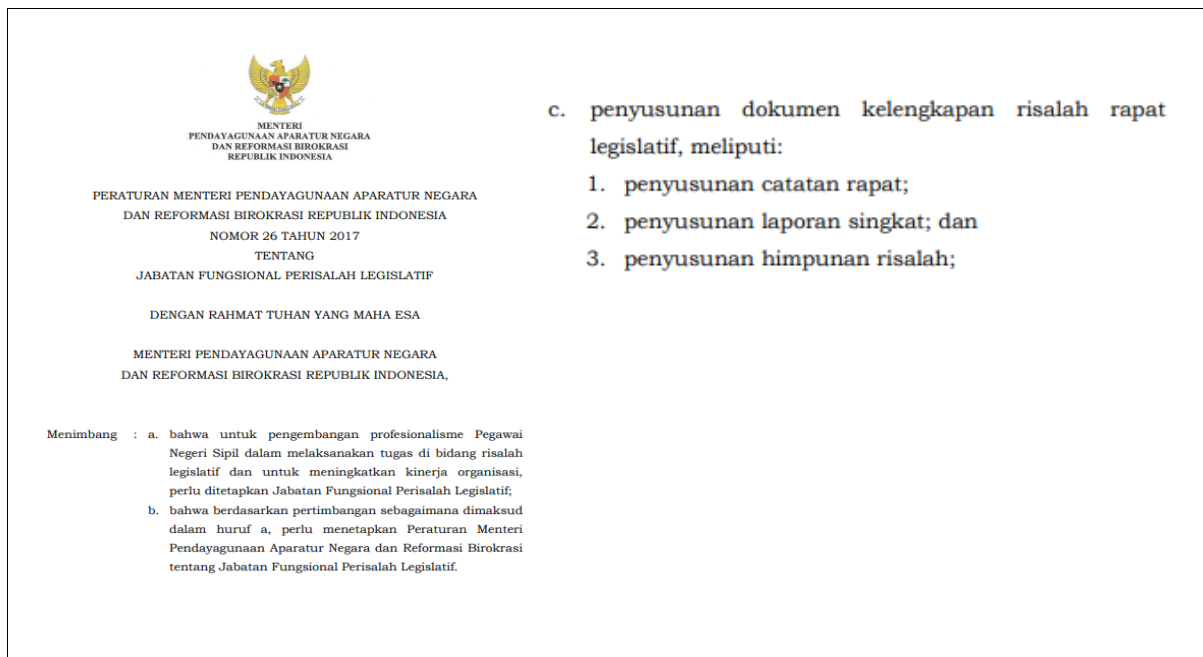 MENTERI
PENDAYAGUNAAN APARATUR NEGARA
DAN REFORMASI BIROKRASI
REPUBLIK INDONESIA
PERATURAN MENTERI PENDAYAGUNAAN APARATUR NEGARA
DAN REFORMASI BIROKRASI REPUBLIK INDONESIA
NOMOR 26 TAHUN 2017
TENTANG
JABATAN FUNGSIONAL PERISALAH LEGISLATIF
DENGAN RAHMAT TUHAN YANG MAHA ESA
MENTERI PENDAYAGUNAAN APARATUR NEGARA
DAN REFORMASI BIROKRASI REPUBLIK INDONESIA,
Menimbang : a. bahwa untuk pengembangan profesionalisme Pegawai
Negeri Sipil dalam melaksanakan tugas di bidang risalah
legislatif dan untuk meningkatkan kinerja organisasi,
perlu ditetapkan Jabatan Fungsional Perisalah Legislatif;
b. bahwa berdasarkan pertimbangan sebagaimana dimaksud
dalam huruf a, perlu menetapkan Peraturan Menteri
Pendayagunaan Aparatur Negara dan Reformasi Birokrasi
tentang Jabatan Fungsional Perisalah Legislatif.
c. penyusunan dokumen kelengkapan risalah rapat
legislatif, meliputi:
1. penyusunan catatan rapat;
2. penyusunan laporan singkat; dan
3. penyusunan himpunan risalah;